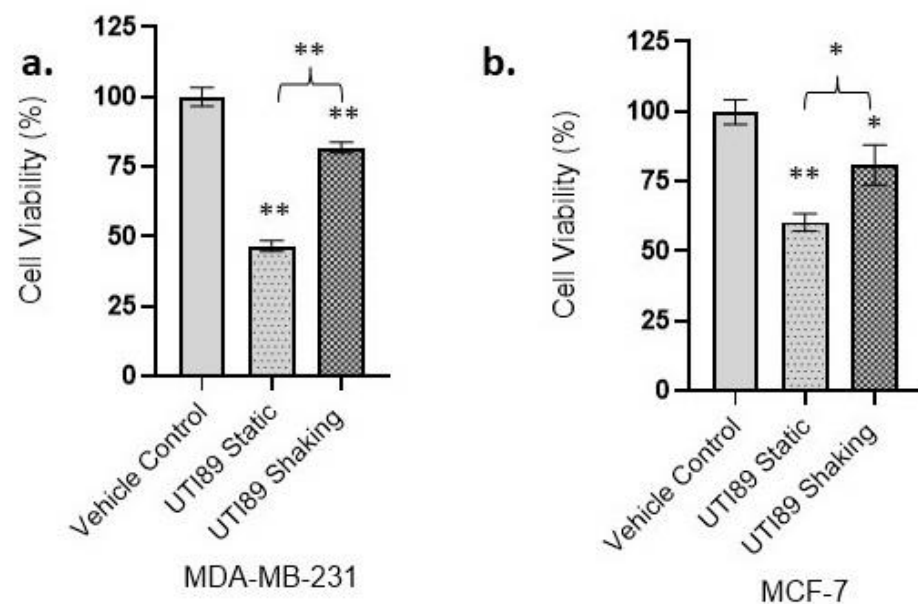 a.
Cell Viability (%)
125
100
75
50
25
0
**
**
**
Vehicle Control
UTI89 Static
UTI89 Shaking
MDA-MB-231
b.
Cell Viability (%)
125
100
75
50
25
0
*
*
**
Vehicle Control
UTI89 Static
UTI89 Shaking
MCF-7